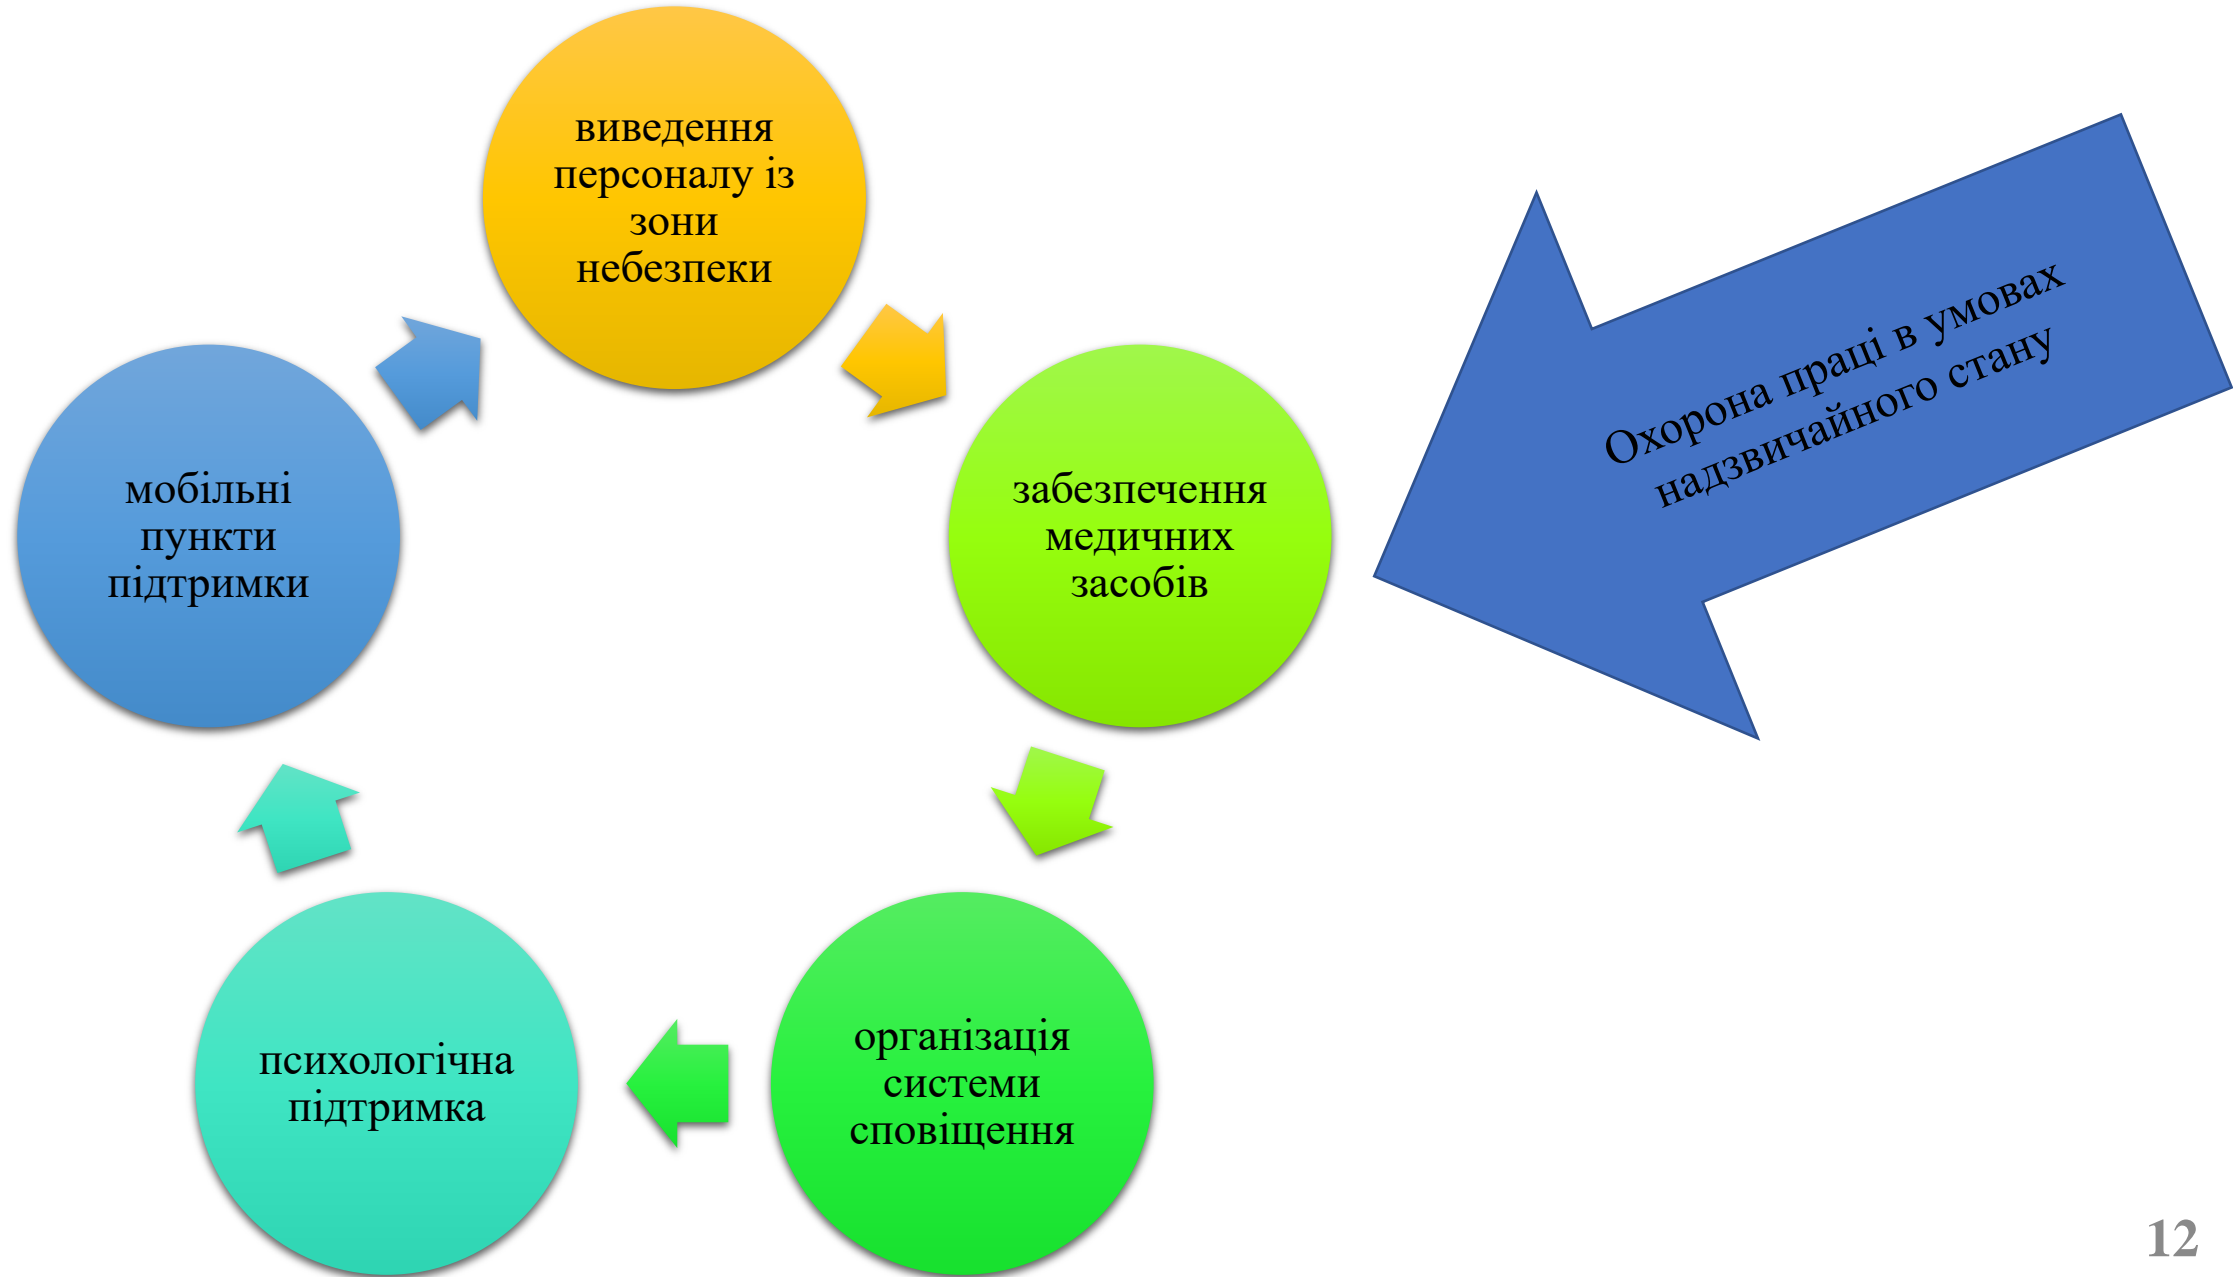 виведення
персоналу із
зони
небезпеки
забезпечення
медичних
засобів
організація
системи
сповіщення
психологічна
підтримка
мобільні
пункти
підтримки
Охорона праці в умовах
надзвичайного стану
12